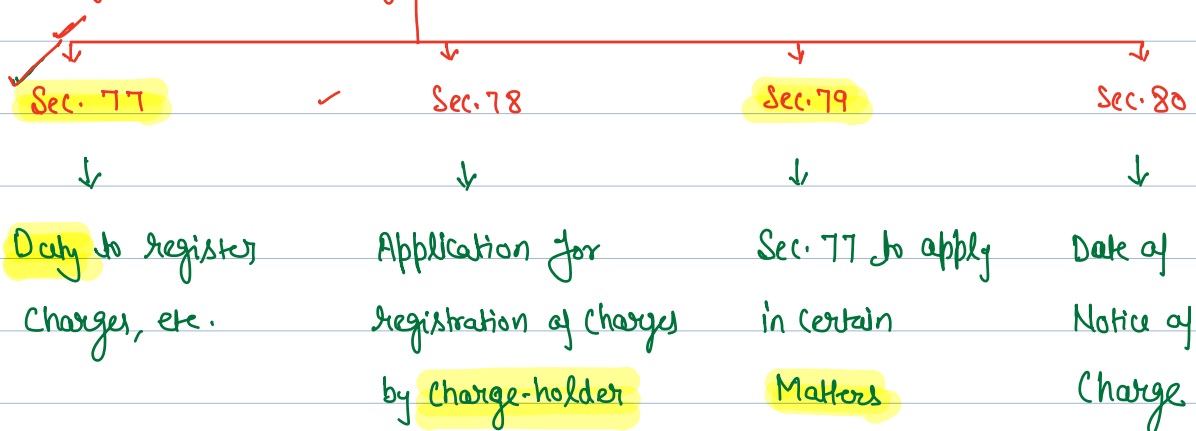 Sec. 77 Sec. 78 Sec. 79 Sec. 80
Duty to register Application for Sec. 77 to apply Date of
Charges, etc. registration of charges in Certain Notice of
by Charge-holder Matters Charge